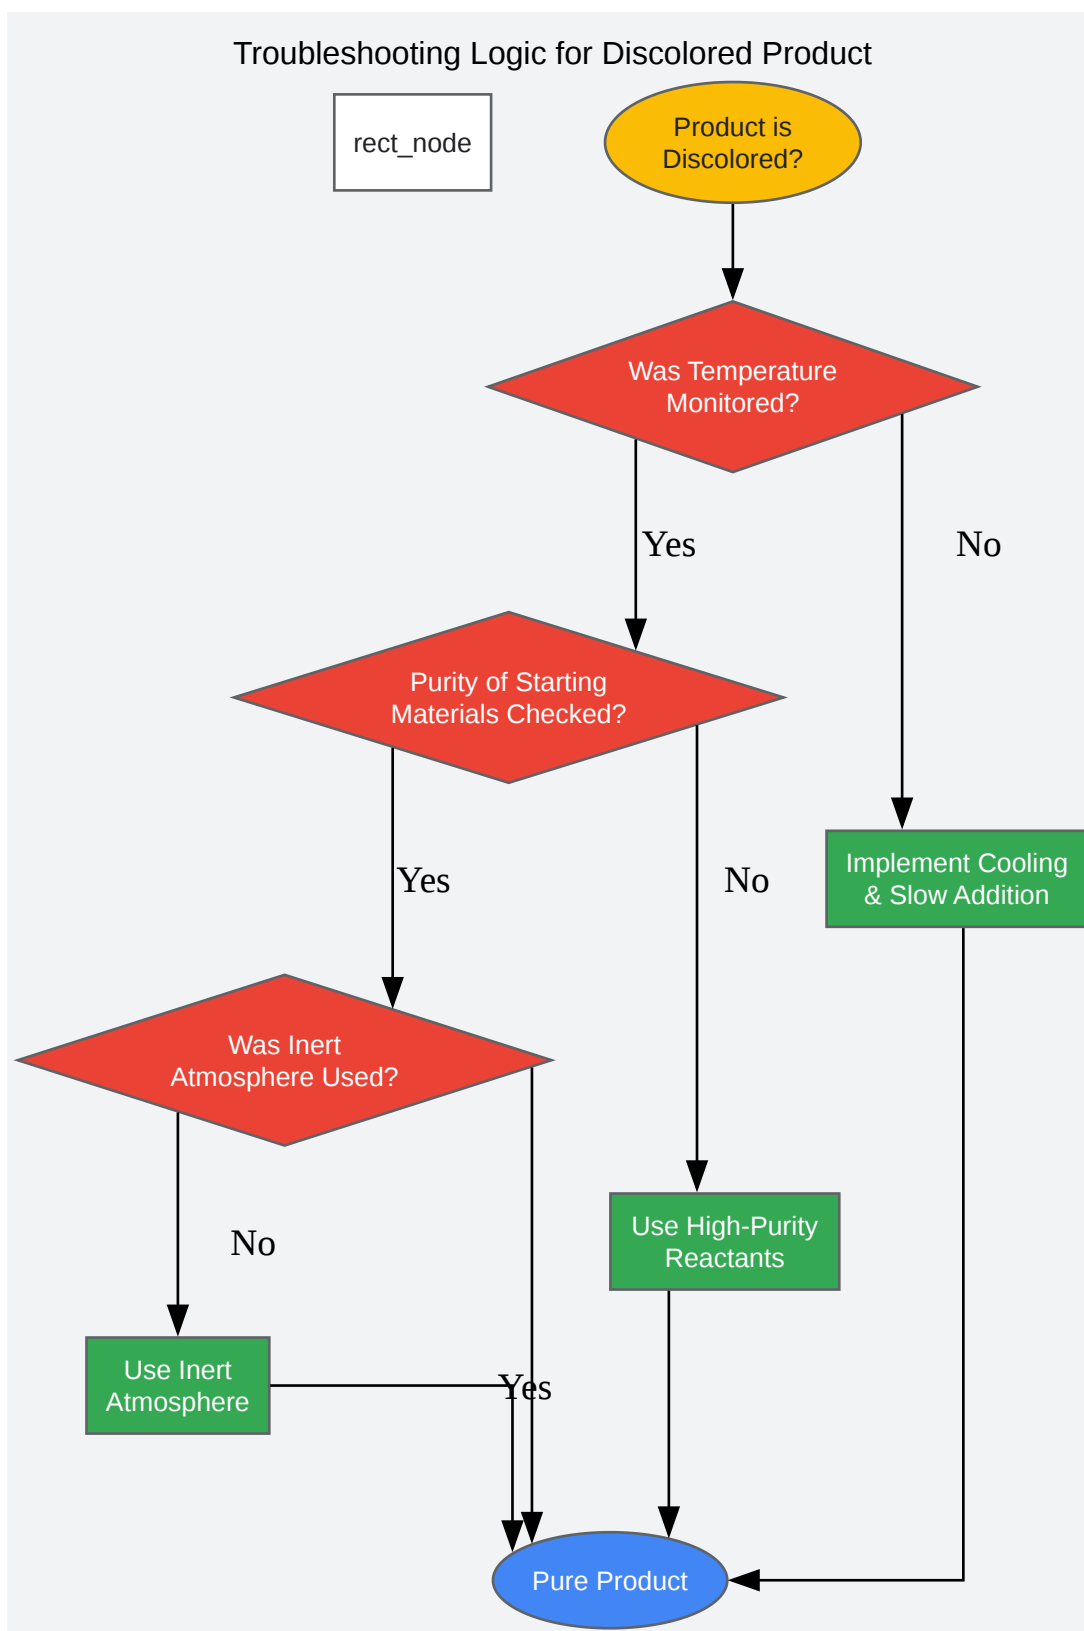 Troubleshooting Logic for Discolored Product
rect_node
Product is
Discolored?
Was Temperature
Monitored?
Yes
No
Purity of Starting
Materials Checked?
Implement Cooling
& Slow Addition
Yes
No
Was Inert
Atmosphere Used?
No
Use High-Purity
Reactants
Use Inert
Atmosphere
Yes
Pure Product